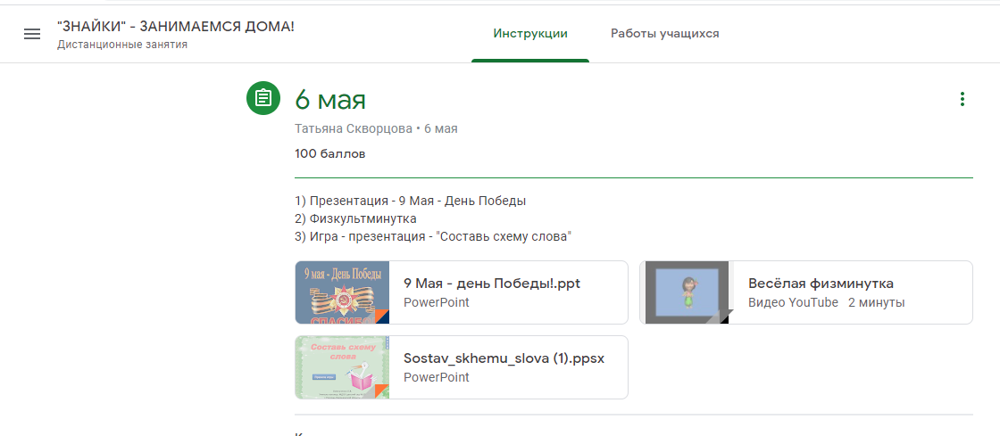 "ЗНАЙКИ" - ЗАНИМАЕМСЯ ДОМА!
Дистанционные занятия
Инструкции
Работы учащихся
6 мая
Татьяна Скворцова • 6 мая
100 баллов
1) Презентация - 9 Мая - День Победы
2) Физкультминутка
3) Игра - презентация - "Составь схему слова"
9 мая - День Победы
СПАСИБО
9 Мая - день Победы!.ppt
PowerPoint
Весёлая физминутка
Видео YouTube 2 минуты
Составь схему
слова
Sostav_skhemu_slova (1).ppsx
PowerPoint